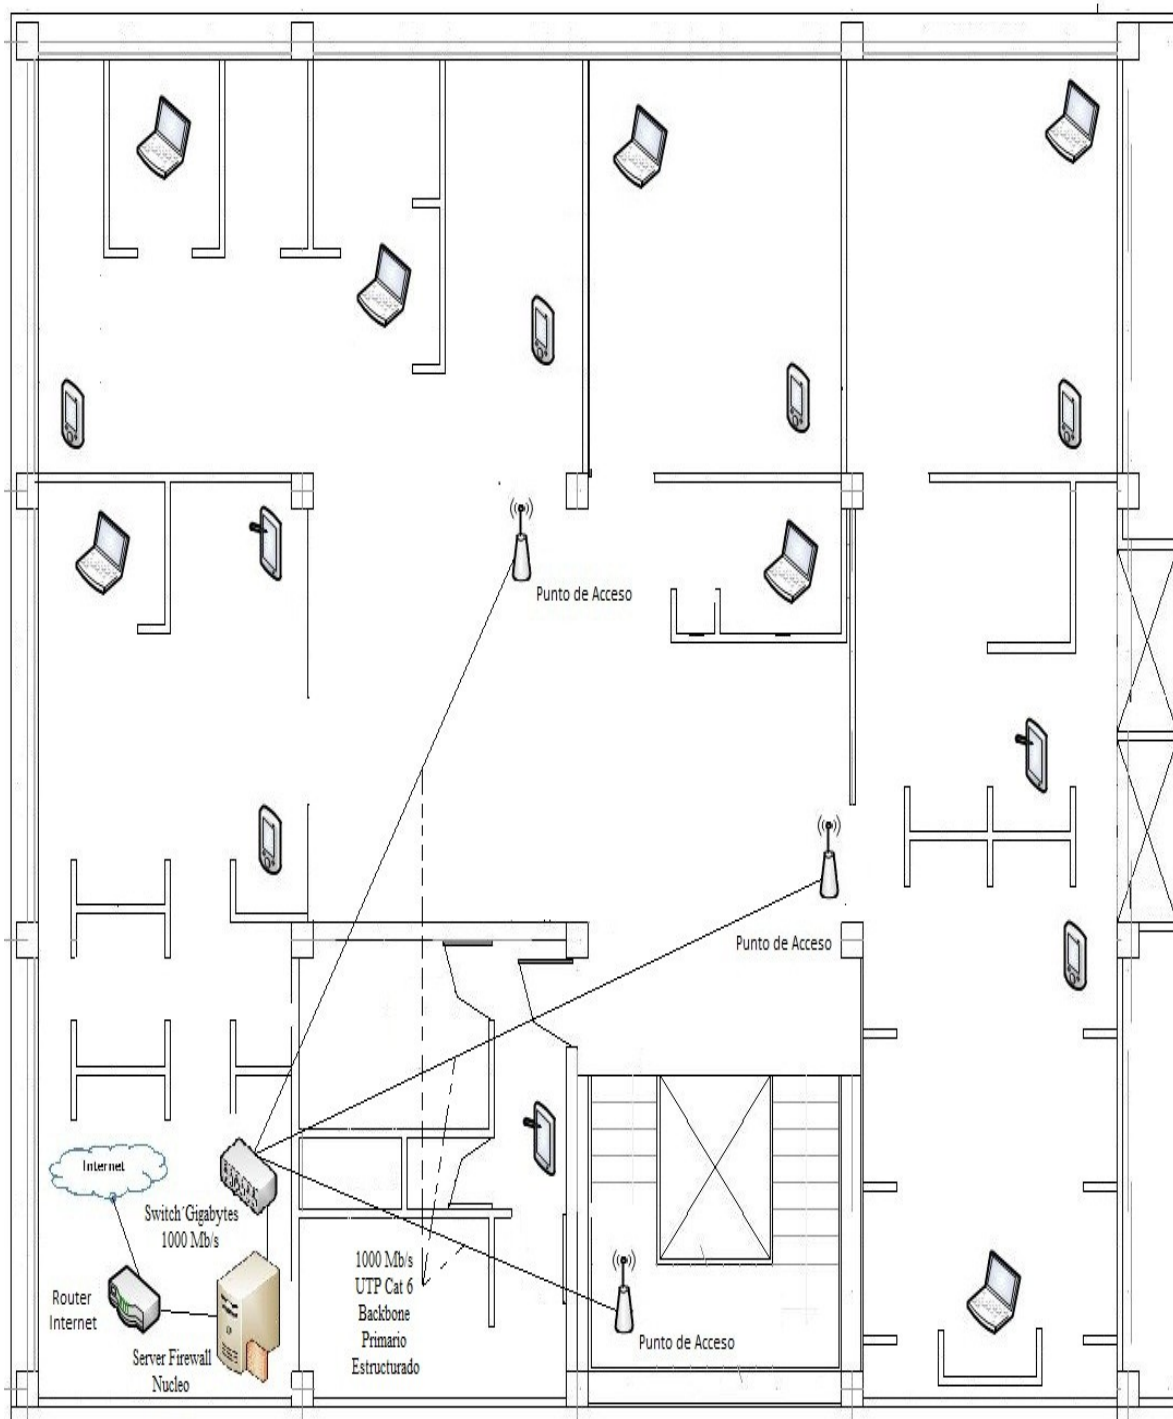 Punto de Acceso
Punto de Acceso
Internet
Switch Gigabytes
1000 Mb/s
Router
Internet
Server Firewall
Nucleo
1000 Mb/s
UTP Cat 6
Backbone
Primario
Estructurado
Punto de Acceso